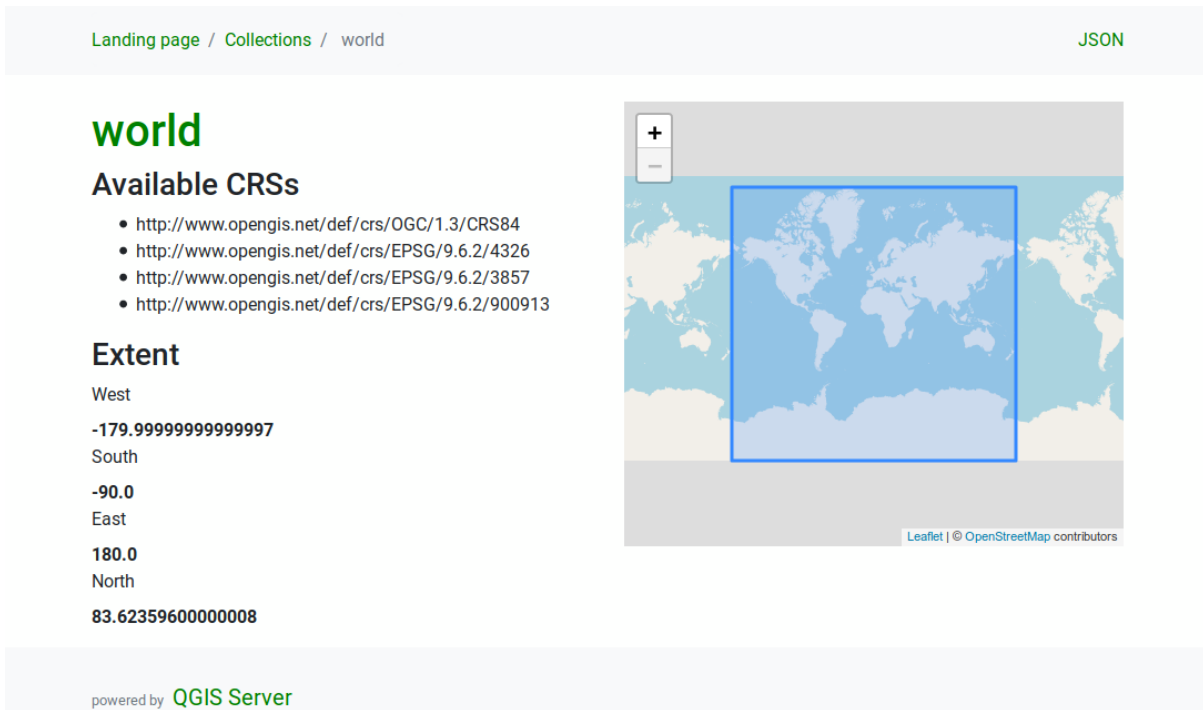 Landing page / Collections / world
JSON
world
Available CRSs
http://www.opengis.net/def/crs/OGC/1.3/CRS84
http://www.opengis.net/def/crs/EPSG/9.6.2/4326
http://www.opengis.net/def/crs/EPSG/9.6.2/3857
http://www.opengis.net/def/crs/EPSG/9.6.2/900913
Extent
West
-179.99999999999997
South
-90.0
East
180.0
North
83.62359600000008
+
−
Leaflet | © OpenStreetMap contributors
powered by QGIS Server